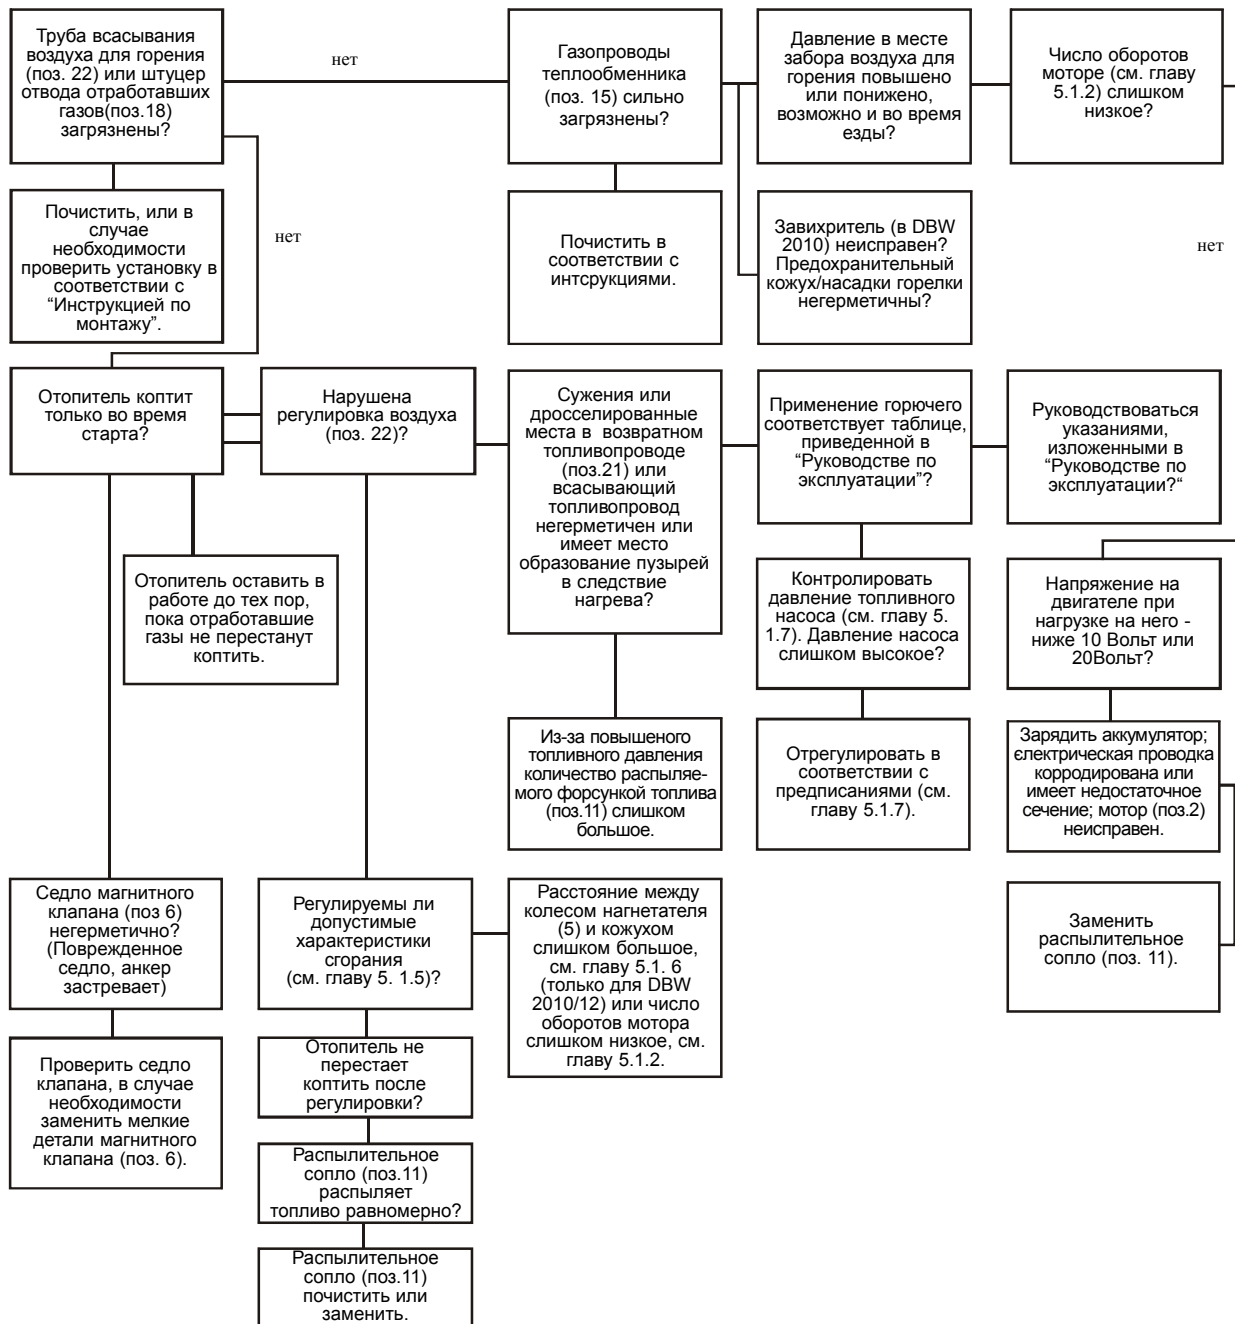 Труба всасывания
воздуха для горения
(поз. 22) или штуцер
отвода отработавших
газов(поз.18)
загрязнены?
нет
Газопроводы
теплообменника
(поз. 15) сильно
загрязнены?
Давление в месте
забора воздуха для
горения повышено
или понижено,
возможно и во время
езды?
Число оборотов
моторе (см. главу
5.1.2) слишком
низкое?
Почистить, или в
случае
необходимости
проверить установку в
соответствии с
“Инструкцией по
монтажу”.
нет
Почистить в
соответствии с
интсрукциями.
Завихритель (в DBW
2010) неисправен?
Предохранительный
кожух/насадки горелки
негерметичны?
нет
Отопитель коптит
только во время
старта?
Нарушена
регулировка воздуха
(поз. 22)?
Сужения или
дросселированные
места в возвратном
топливопроводе
(поз.21) или
всасывающий
топливопровод
негерметичен или
имеет место
образование пузырей
в следствие
нагрева?
Применение горючего
соответствует таблице,
приведенной в
“Руководстве по
эксплуатации”?
Руководствоваться
указаниями,
изложенными в
“Руководстве по
эксплуатации?“
Отопитель оставить в
работе до тех пор,
пока отработавшие
газы не перестанут
коптить.
Контролировать
давление топливного
насоса (см. главу 5.
1.7). Давление насоса
слишком высокое?
Напряжение на
двигателе при
нагрузке на него -
ниже 10 Вольт или
20Вольт?
Из-за повышеного
топливного давления
количество распыляе-
мого форсункой топлива
(поз.11) слишком
большое.
Отрегулировать в
соответствии с
предписаниями (см.
главу 5.1.7).
Зарядить аккумулятор;
єлектрическая проводка
корродирована или
имеет недостаточное
сечение; мотор (поз.2)
неисправен.
Седло магнитного
клапана (поз 6)
негерметично?
(Поврежденное
седло, анкер
застревает)
Регулируемы ли
допустимые
характеристики
сгорания
(см. главу 5. 1.5)?
Расстояние между
колесом нагнетателя
(5) и кожухом
слишком большое,
см. главу 5.1. 6
(только для DBW
2010/12) или число
оборотов мотора
слишком низкое, см.
главу 5.1.2.
Заменить
распылительное
сопло (поз. 11).
Проверить седло
клапана, в случае
необходимости
заменить мелкие
детали магнитного
клапана (поз. 6).
Отопитель не
перестает
коптить после
регулировки?
Распылительное
сопло (поз.11)
распыляет
топливо равномерно?
Распылительное
сопло (поз.11)
почистить или
заменить.